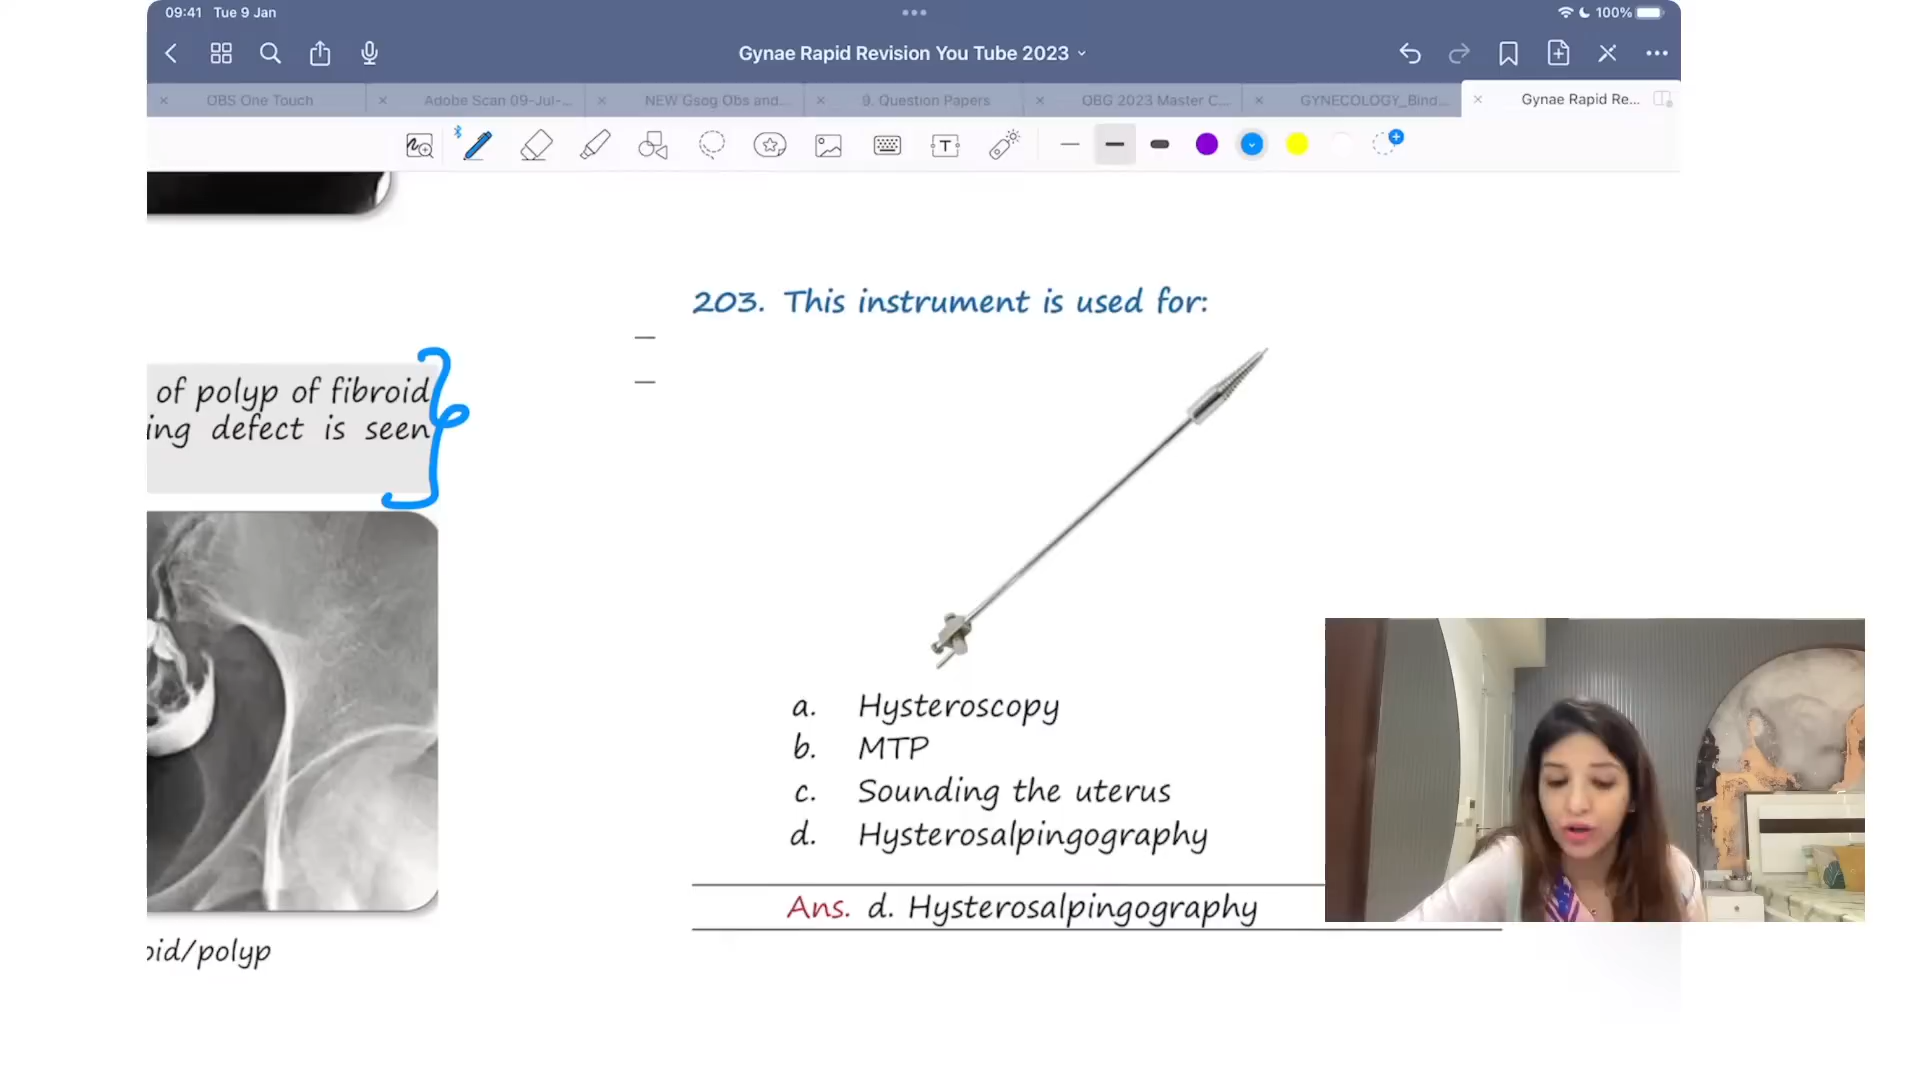 09:41 Tue 9 Jan
100%
Gynae Rapid Revision You Tube 2023
OBS One Touch
Adobe Scan 09-Jul-...
NEW Gsog Obs and...
9. Question Papers
OBG 2023 Master C...
GYNECOLOGY_Bind...
Gynae Rapid Re...
of polyp of fibroid
ing defect is seen
oid/polyp
203. This instrument is used for:
a. Hysteroscopy
b. MTP
c. Sounding the uterus
d. Hysterosalpingography
Ans. d. Hysterosalpingography